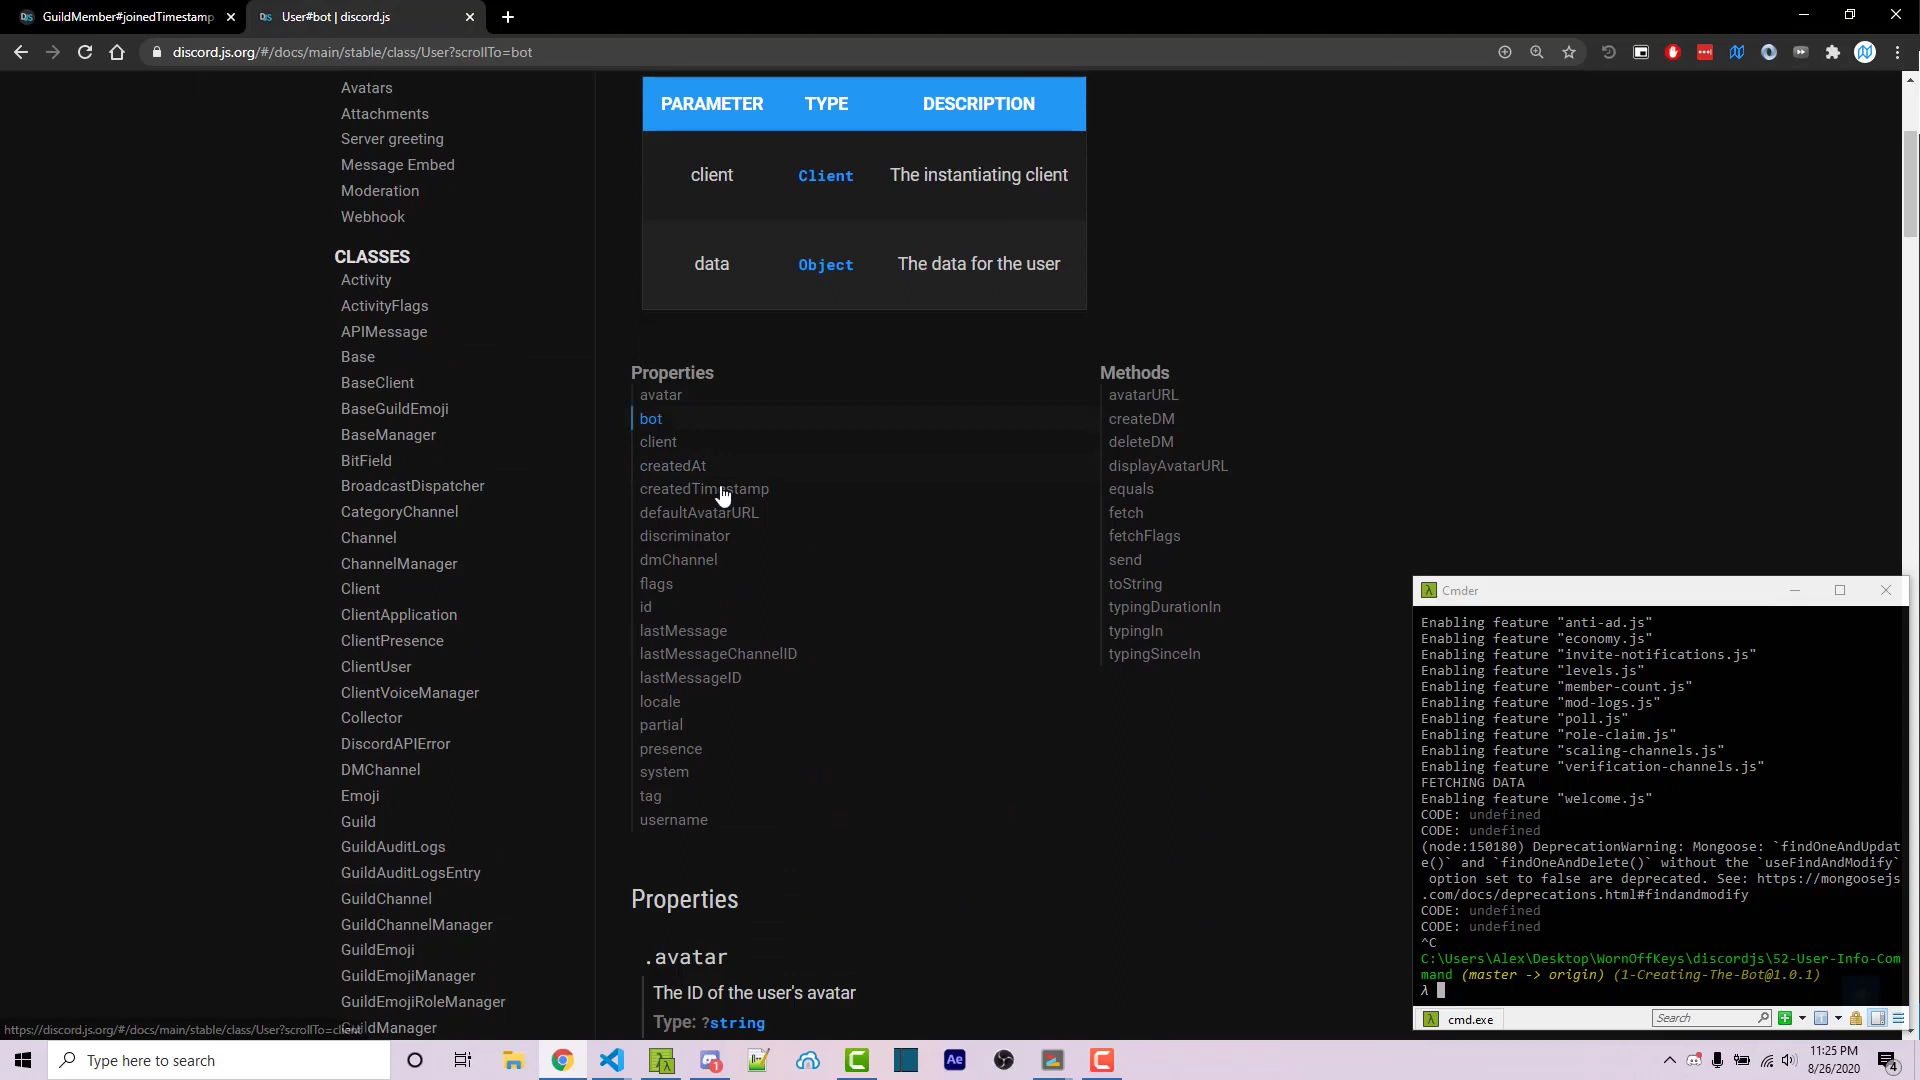 GuildMember#joinedTimestamp
User#bot | discord.js
discord.js.org/#/docs/main/stable/class/User?scrollTo=bot
Avatars
Attachments
Server greeting
Message Embed
Moderation
Webhook
CLASSES
Activity
ActivityFlags
APIMessage
Base
BaseClient
BaseGuildEmoji
BaseManager
BitField
BroadcastDispatcher
CategoryChannel
Channel
ChannelManager
Client
ClientApplication
ClientPresence
ClientUser
ClientVoiceManager
Collector
DiscordAPIError
DMChannel
Emoji
Guild
GuildAuditLogs
GuildAuditLogsEntry
GuildChannel
GuildChannelManager
GuildEmoji
GuildEmojiManager
GuildEmojiRoleManager
GuildManager
https://discord.js.org/#/docs/main/stable/class/User?scrollTo=client
PARAMETER TYPE DESCRIPTION
client Client The instantiating client
data Object The data for the user
Properties
avatar
bot
client
createdAt
createdTimestamp
defaultAvatarURL
discriminator
dmChannel
flags
id
lastMessage
lastMessageChannelID
lastMessageID
locale
partial
presence
system
tag
username
Methods
avatarURL
createDM
deleteDM
displayAvatarURL
equals
fetch
fetchFlags
send
toString
typingDurationIn
typingIn
typingSinceIn
Properties
.avatar
The ID of the user's avatar
Type: ?string
Cmder
Enabling feature "anti-ad.js"
Enabling feature "economy.js"
Enabling feature "invite-notifications.js"
Enabling feature "levels.js"
Enabling feature "member-count.js"
Enabling feature "mod-logs.js"
Enabling feature "poll.js"
Enabling feature "role-claim.js"
Enabling feature "scaling-channels.js"
Enabling feature "verification-channels.js"
FETCHING DATA
Enabling feature "welcome.js"
CODE: undefined
CODE: undefined
(node:150180) DeprecationWarning: Mongoose: `findOneAndUpdat
e()` and `findOneAndDelete()` without the `useFindAndModify`
option set to false are deprecated. See: https://mongoosejs
.com/docs/deprecations.html#findandmodify
CODE: undefined
CODE: undefined
^C
C:\Users\Alex\Desktop\WornOffKeys\discordjs\52-User-Info-Com
mand (master -> origin) (1-Creating-The-Bot@1.0.1)
λ
cmd.exe
Search
Type here to search
11:25 PM
8/26/2020